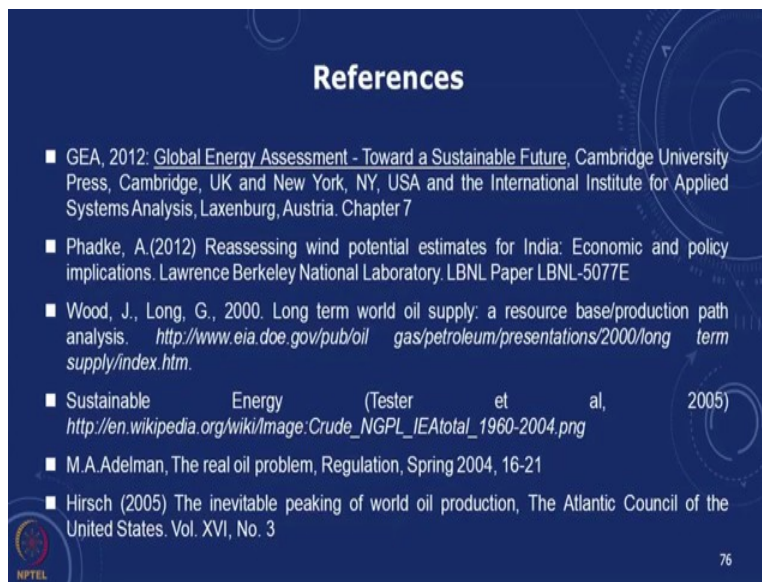 References
■ GEA, 2012: Global Energy Assessment - Toward a Sustainable Future, Cambridge University
Press, Cambridge, UK and New York, NY, USA and the International Institute for Applied
Systems Analysis, Laxenburg, Austria. Chapter 7
■ Phadke, A.(2012) Reassessing wind potential estimates for India: Economic and policy
implications. Lawrence Berkeley National Laboratory. LBNL Paper LBNL-5077E
■ Wood, J., Long, G., 2000. Long term world oil supply: a resource base/production path
analysis. http://www.eia.doe.gov/pub/oil gas/petroleum/presentations/2000/long term
supply/index.htm.
■ Sustainable Energy (Tester et al, 2005)
http://en.wikipedia.org/wiki/Image:Crude_NGPL_IEAtotal_1960-2004.png
■ M.A.Adelman, The real oil problem, Regulation, Spring 2004, 16-21
■ Hirsch (2005) The inevitable peaking of world oil production, The Atlantic Council of the
United States. Vol. XVI, No. 3
NPTEL
76